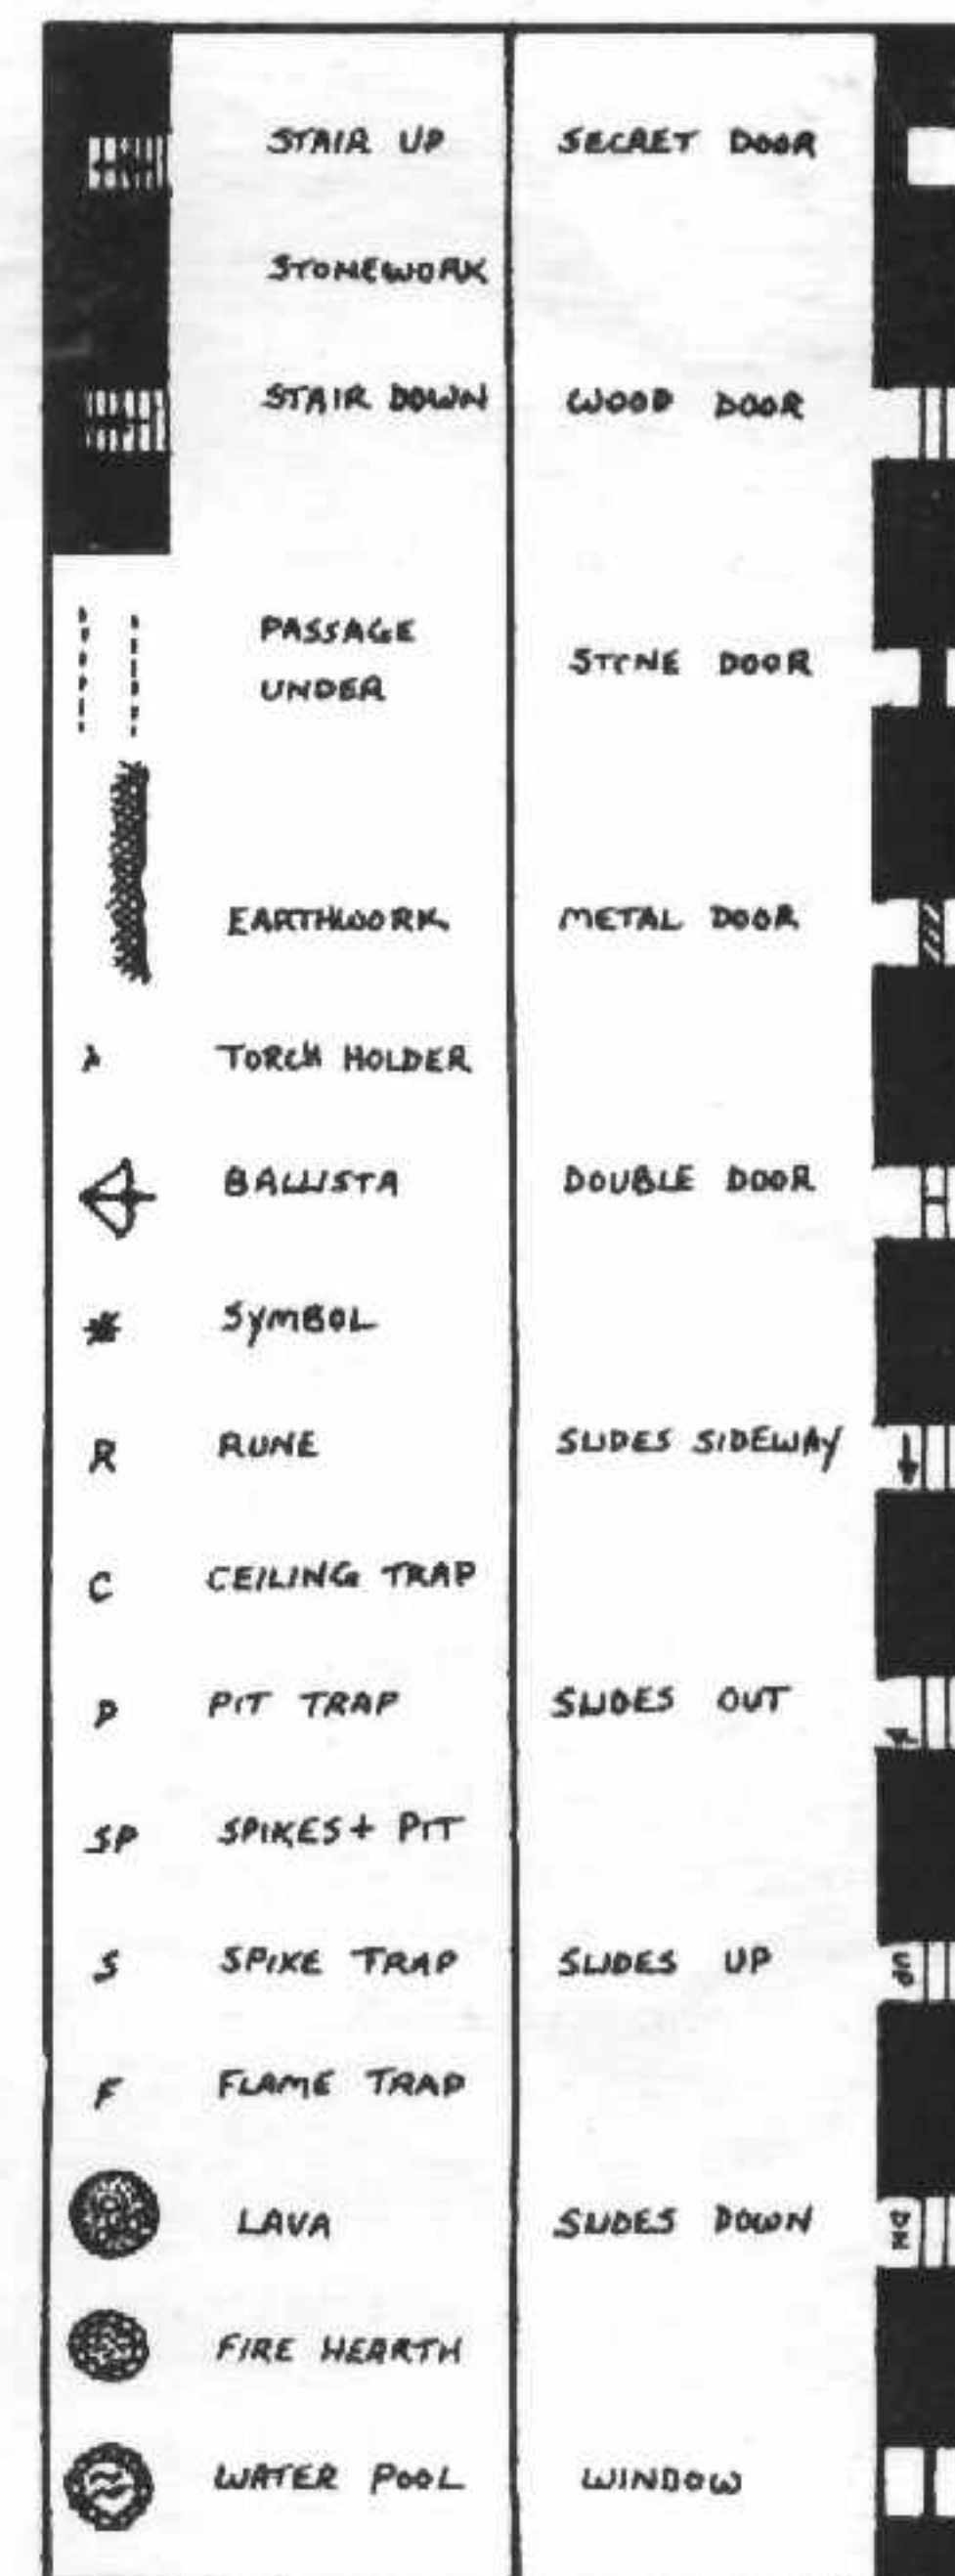 STAIR UP
STONEWORK
STAIR DOWN
PASSAGE
UNDER
EARTHWORK
TORCH HOLDER
BALLISTA
SYMBOL
R RUNE
C CEILING TRAP
P PIT TRAP
SP SPIKES + PIT
S SPIKE TRAP
F FLAME TRAP
LAVA
FIRE HEARTH
WATER POOL
SECRET DOOR
WOOD DOOR
STONE DOOR
METAL DOOR
DOUBLE DOOR
SLIDES SIDEWAY
SLIDES OUT
SLIDES UP UP
SLIDES DOWN DN
WINDOW